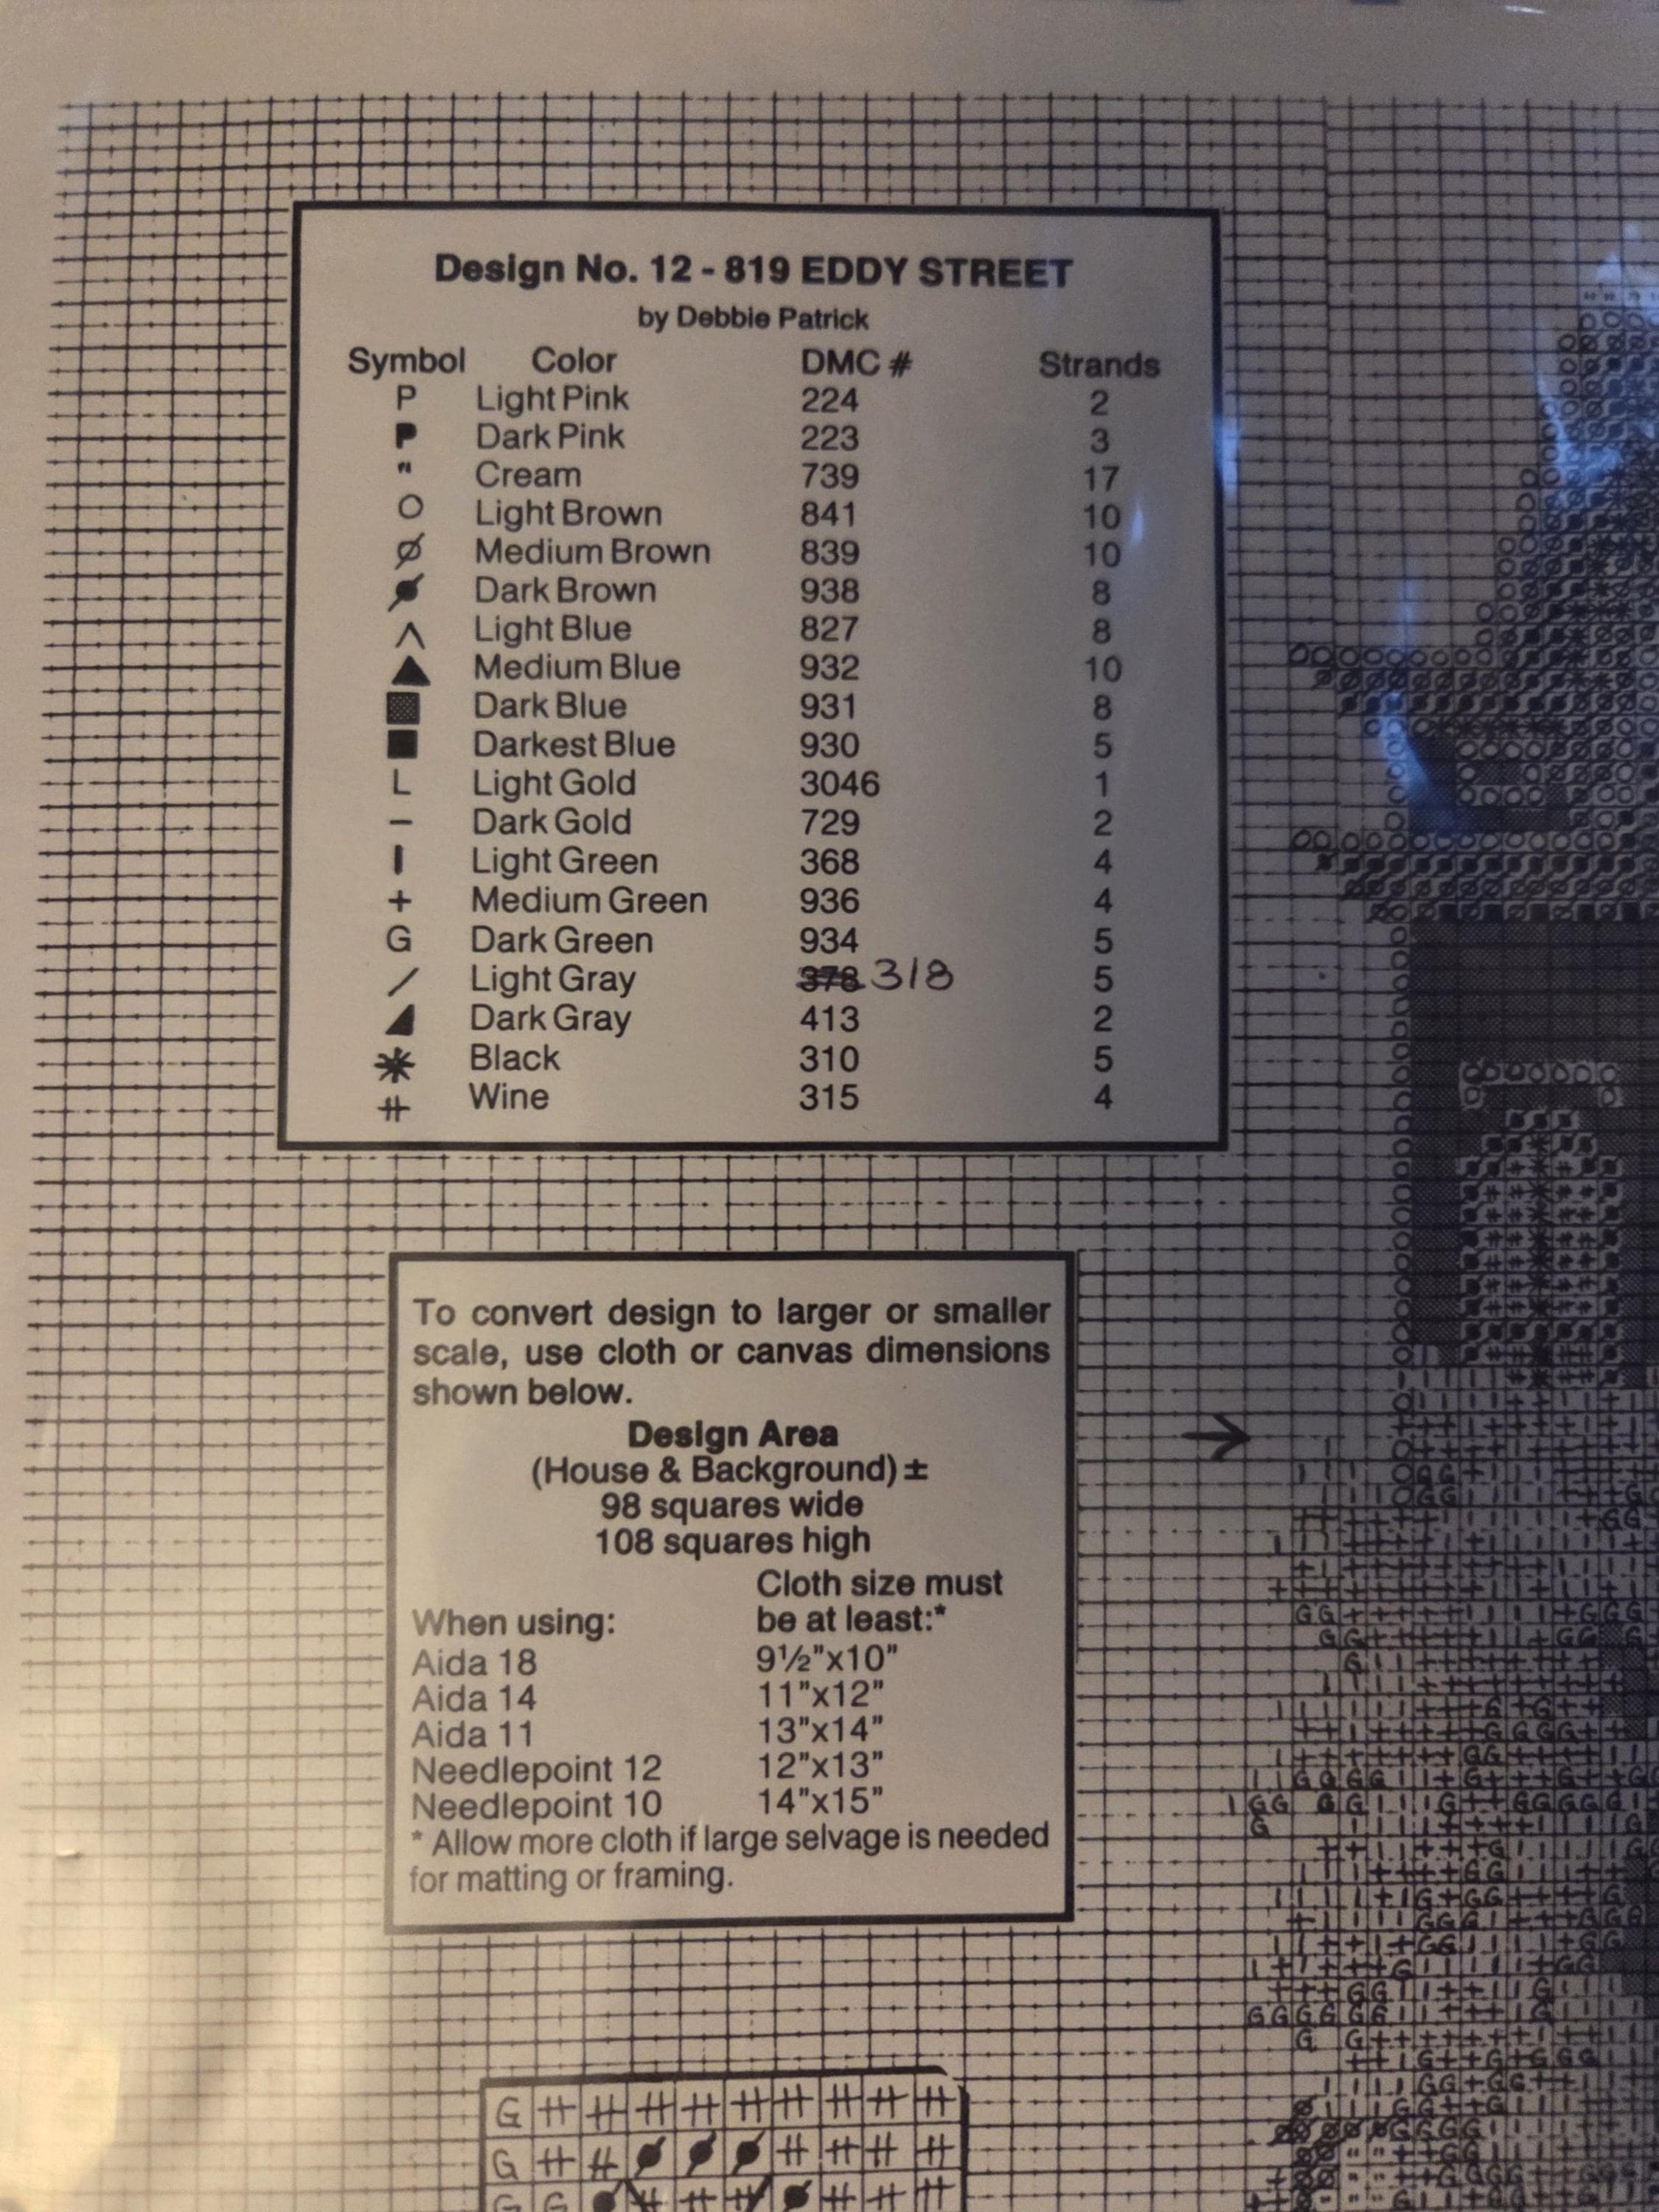 Design No. 12 - 819 EDDY STREET
by Debbie Patrick
Symbol Color DMC # Strands
P Light Pink 224 2
P Dark Pink 223 3
" Cream 739 17
O Light Brown 841 10
Ø Medium Brown 839 10
Dark Brown 938 8
^ Light Blue 827 8
▲ Medium Blue 932 10
▩ Dark Blue 931 8
■ Darkest Blue 930 5
L Light Gold 3046 1
– Dark Gold 729 2
I Light Green 368 4
+ Medium Green 936 4
G Dark Green 934 5
/ Light Gray 378 318 5
◢ Dark Gray 413 2
* Black 310 5
# Wine 315 4
To convert design to larger or smaller
scale, use cloth or canvas dimensions
shown below.
Design Area
(House & Background) ±
98 squares wide
108 squares high
Cloth size must
When using: be at least:*
Aida 18 9½"x10"
Aida 14 11"x12"
Aida 11 13"x14"
Needlepoint 12 12"x13"
Needlepoint 10 14"x15"
* Allow more cloth if large selvage is needed
for matting or framing.